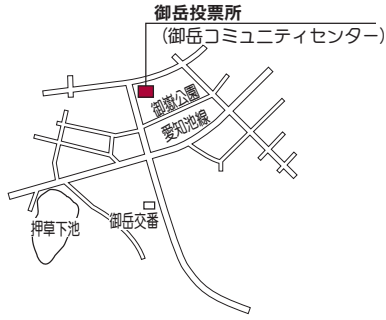 御岳投票所
（御岳コミュニティセンター）
御嶽公園
愛知池線
御岳交番
押草下池